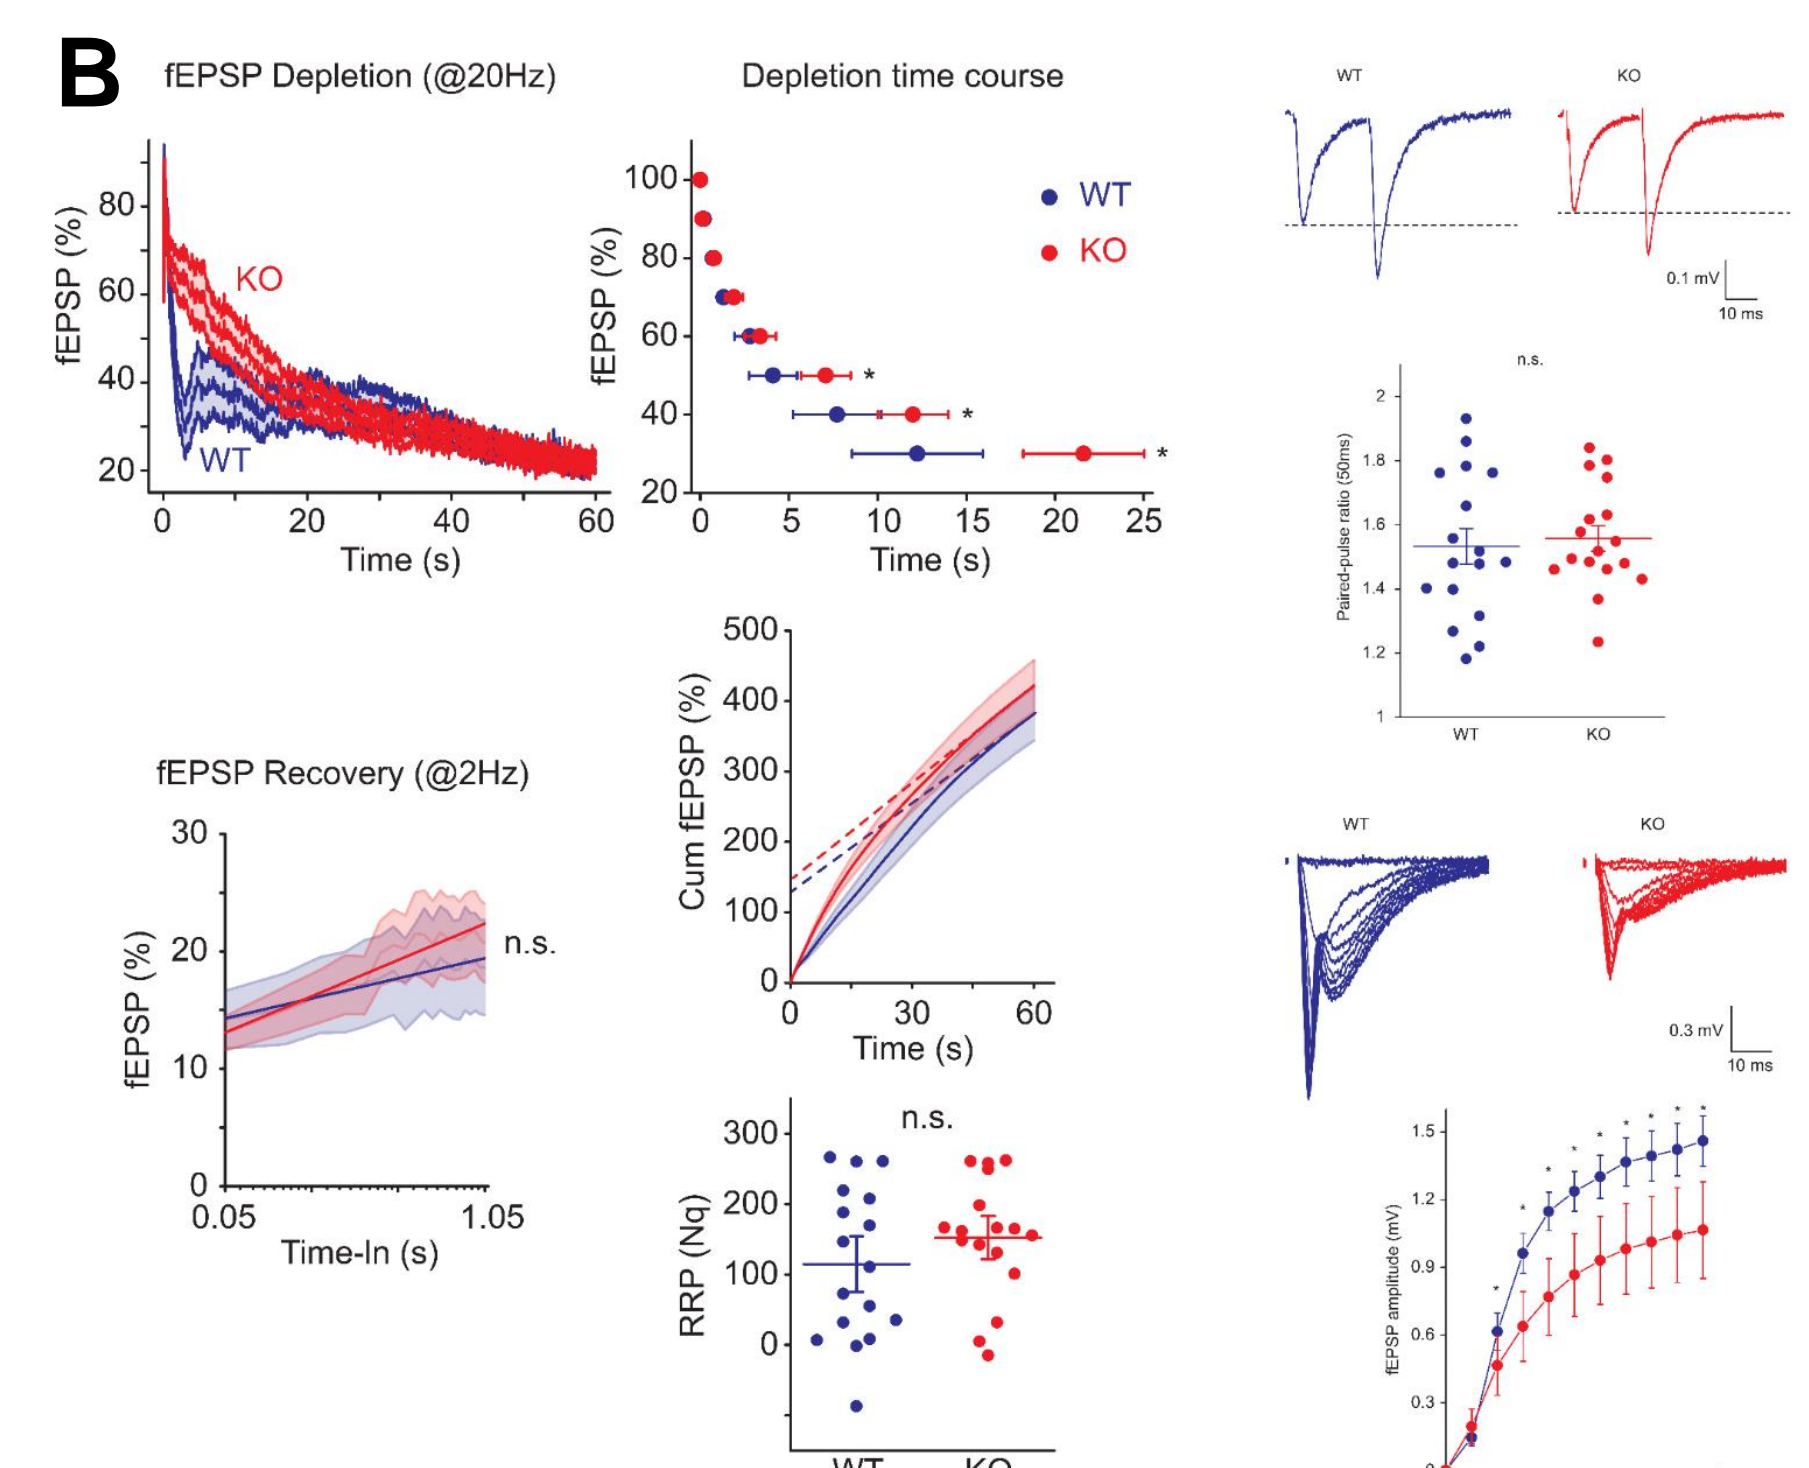 B
fEPSP Depletion (@20Hz)
fEPSP (%)
80
60
40
20
KO
WT
0 20 40 60
Time (s)
Depletion time course
fEPSP (%)
100
80
60
40
20
WT
KO
*
*
*
0 5 10 15 20 25
Time (s)
WT KO
0.1 mV
10 ms
n.s.
Paired-pulse ratio (50ms)
2
1.8
1.6
1.4
1.2
1
WT KO
fEPSP Recovery (@2Hz)
fEPSP (%)
30
20
10
0
n.s.
0.05 1.05
Time-In (s)
Cum fEPSP (%)
500
400
300
200
100
0
0 30 60
Time (s)
RRP (Nq)
n.s.
300
200
100
0
WT KO
WT KO
0.3 mV
10 ms
fEPSP amplitude (mV)
1.5
1.2
0.9
0.6
0.3
0
* * * * * * * * *